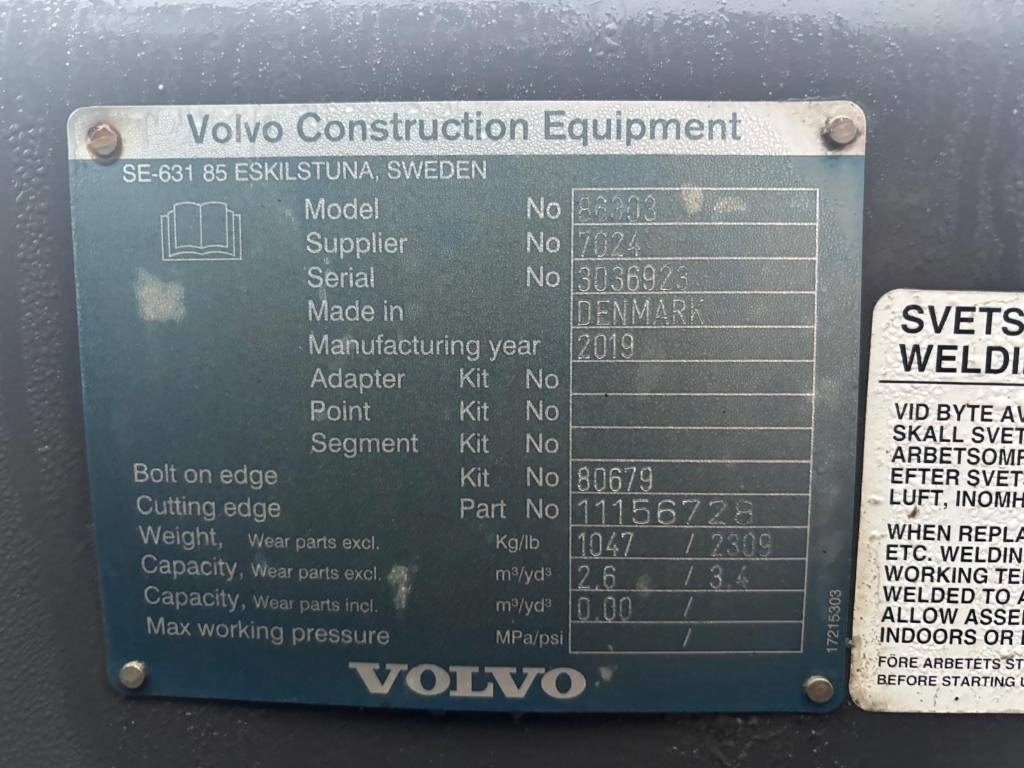 Volvo Construction Equipment
SE-631 85 ESKILSTUNA, SWEDEN
Model No 86303
Supplier No 7024
Serial No 3036923
Made in DENMARK
Manufacturing year 2019
Adapter Kit No
Point Kit No
Segment Kit No
Bolt on edge Kit No 80679
Cutting edge Part No 11156728
Weight, Wear parts excl. Kg/lb 1047 / 2309
Capacity, Wear parts excl. m³/yd³ 2.6 / 3.4
Capacity, Wear parts incl. m³/yd³ 0.00 /
Max working pressure MPa/psi /
17215303
VOLVO
SVETS
WELDI
VID BYTE AV
SKALL SVET
ARBETSOMR
EFTER SVETS
LUFT, INOMH
WHEN REPLA
ETC. WELDIN
WORKING TE
WELDED TO A
ALLOW ASSE
INDOORS OR
FÖRE ARBETETS ST
BEFORE STARTING